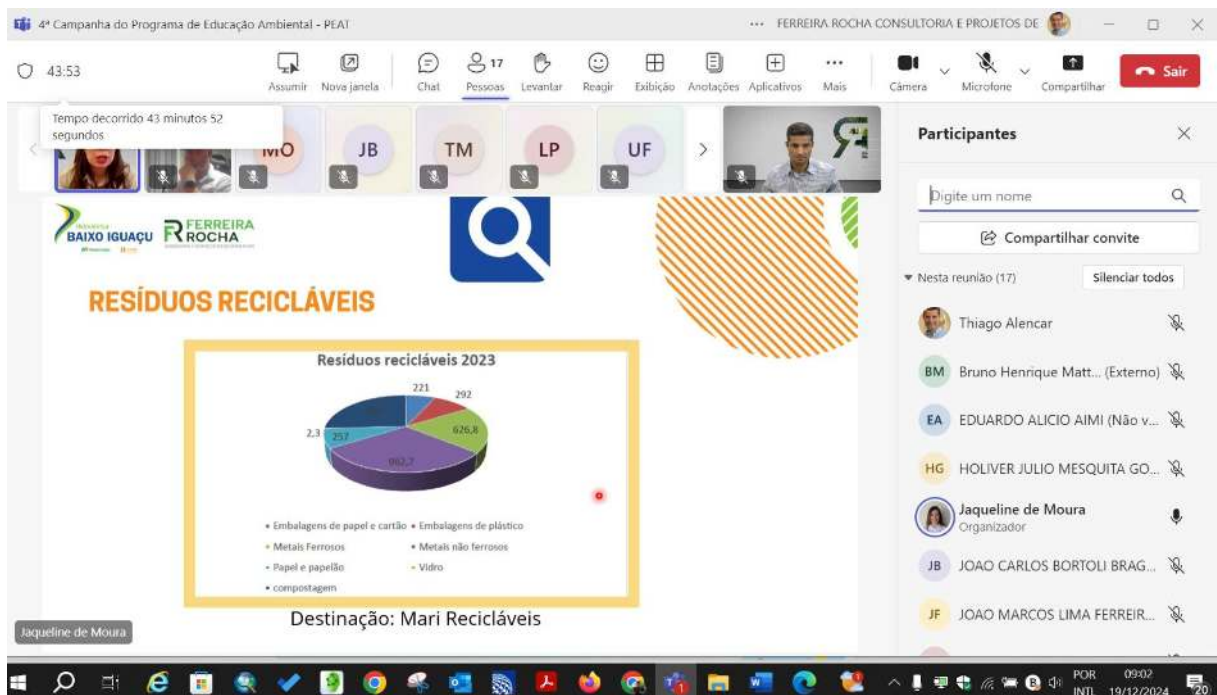 4ª Campanha do Programa de Educação Ambiental - PEAT
... FERREIRA ROCHA CONSULTORIA E PROJETOS DE
43:53
Assumir Nova janela Chat Pessoas Levantar Reagir Exibição Anotações Aplicativos Mais Câmera Microfone Compartilhar Sair
17
Tempo decorrido 43 minutos 52
segundos
MO JB TM LP UF
BAIXO IGUAÇU
FERREIRA
ROCHA
RESÍDUOS RECICLÁVEIS
Resíduos recicláveis 2023
221
292
2,3
257
626,8
Embalagens de papel e cartão
Embalagens de plástico
Metais Ferrosos
Metais não ferrosos
Papel e papelão
Vidro
compostagem
Destinação: Mari Recicláveis
Jaqueline de Moura
Participantes
Digite um nome
Compartilhar convite
Nesta reunião (17)
Silenciar todos
Thiago Alencar
BM Bruno Henrique Matt... (Externo)
EA EDUARDO ALICIO AIMI (Não v...
HG HOLIVER JULIO MESQUITA GO...
Jaqueline de Moura
Organizador
JB JOAO CARLOS BORTOLI BRAG...
JF JOAO MARCOS LIMA FERREIR...
POR
INTL
09:02
19/12/2024
20